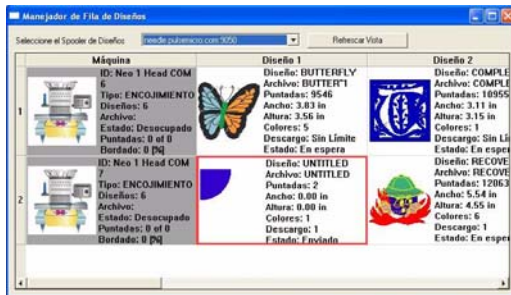 Manejador de Fila de Diseños
Seleccione el Spooler de Diseños
needle.pulsemicro.com:9050
Refrescar Vista
Máquina
Diseño 1
Diseño 2
1
ID: Neo 1 Head COM
6
Tipo: ENCOJIMIENTO
Diseños: 6
Archivo:
Estado: Desocupado
Puntadas: 0 of 0
Bordado: 0 [%]
Diseño: BUTTERFLY
Archivo: BUTTER~1
Puntadas: 9546
Ancho: 3.83 in
Altura: 3.56 in
Colores: 5
Descargo: Sin Límite
Estado: En espera
Diseño: COMPLE
Archivo: COMPLE
Puntadas: 10955
Ancho: 3.11 in
Altura: 3.15 in
Colores: 1
Descargo: Sin Lí
Estado: En esper
2
ID: Neo 1 Head COM
7
Tipo: ENCOJIMIENTO
Diseños: 6
Archivo:
Estado: Desocupado
Puntadas: 0 of 0
Bordado: 0 [%]
Diseño: UNTITLED
Archivo: UNTITLED
Puntadas: 2
Ancho: 0.00 in
Altura: 0.00 in
Colores: 1
Descargo: 1
Estado: Enviado
Diseño: RECOVE
Archivo: RECOVE
Puntadas: 12063
Ancho: 5.54 in
Altura: 4.55 in
Colores: 6
Descargo: 1
Estado: En esper